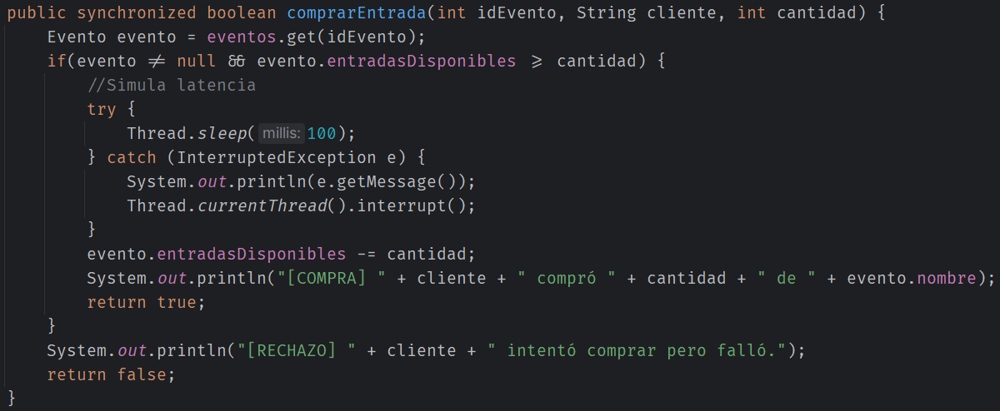 public synchronized boolean comprarEntrada(int idEvento, String cliente, int cantidad) {
    Evento evento = eventos.get(idEvento);
    if(evento != null && evento.entradasDisponibles >= cantidad) {
        //Simula latencia
        try {
            Thread.sleep( millis: 100);
        } catch (InterruptedException e) {
            System.out.println(e.getMessage());
            Thread.currentThread().interrupt();
        }
        evento.entradasDisponibles -= cantidad;
        System.out.println("[COMPRA] " + cliente + " compró " + cantidad + " de " + evento.nombre);
        return true;
    }
    System.out.println("[RECHAZO] " + cliente + " intentó comprar pero falló.");
    return false;
}